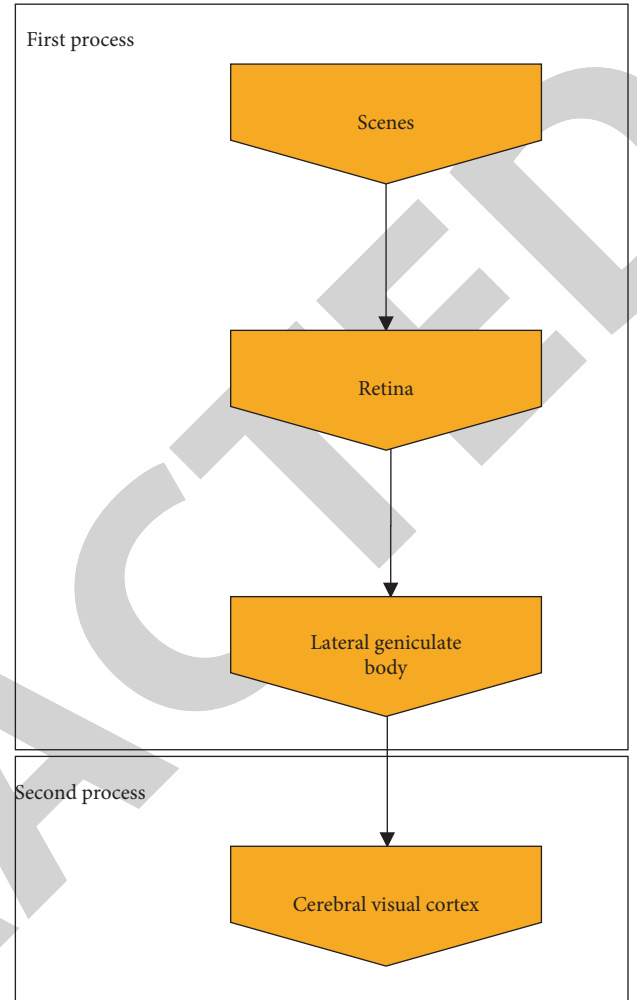 First process
Scenes
Retina
Lateral geniculate
body
Second process
Cerebral visual cortex